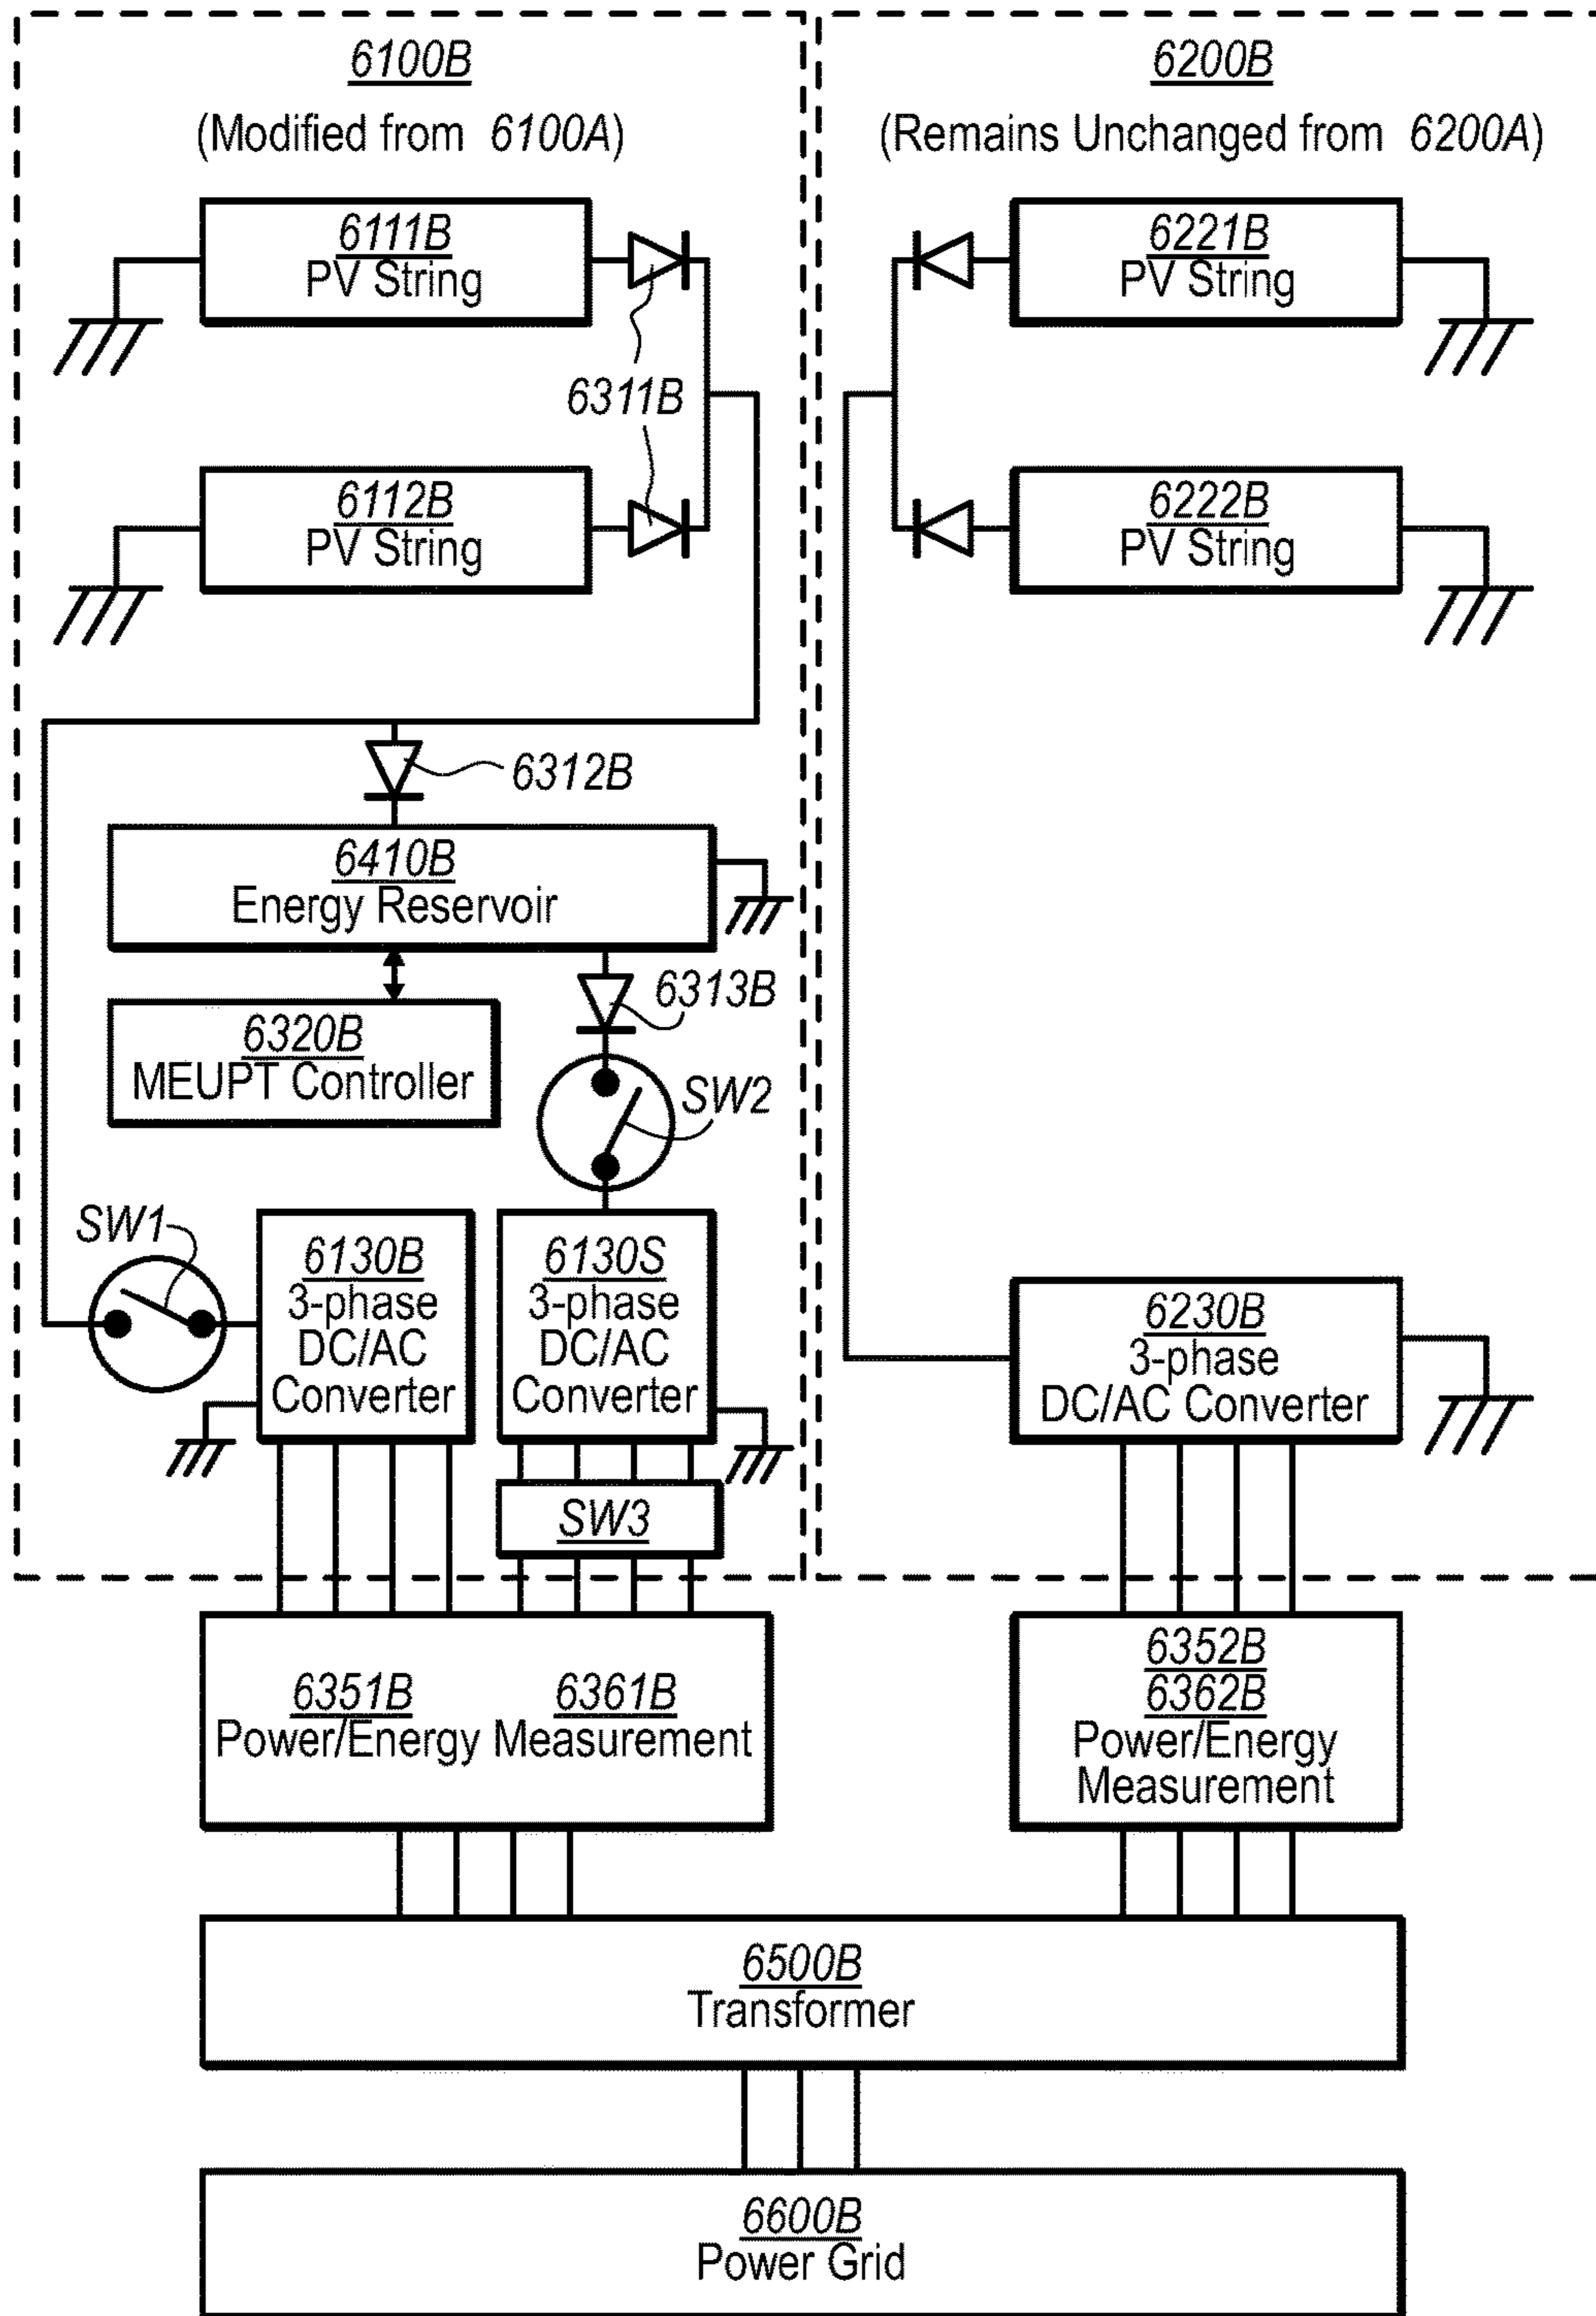 6100B
(Modified from 6100A)
6200B
(Remains Unchanged from 6200A)
6111B
PV String
6221B
PV String
6311B
6112B
PV String
6222B
PV String
6312B
6410B
Energy Reservoir
6313B
6320B
MEUPT Controller
SW2
SW1
6130B
3-phase
DC/AC
Converter
6130S
3-phase
DC/AC
Converter
6230B
3-phase
DC/AC Converter
SW3
6351B 6361B
Power/Energy Measurement
6352B
6362B
Power/Energy
Measurement
6500B
Transformer
6600B
Power Grid